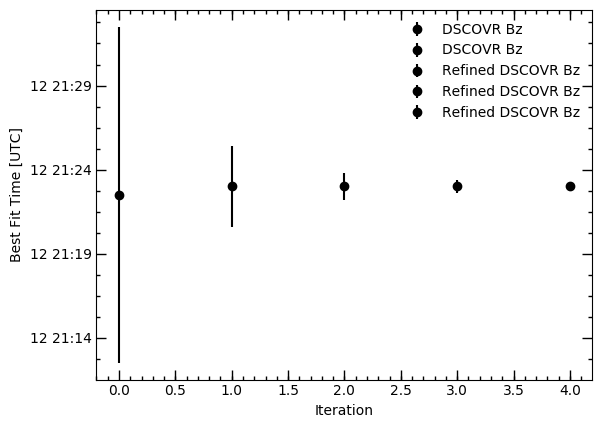 DSCOVR Bz
DSCOVR Bz
Refined DSCOVR Bz
Refined DSCOVR Bz
Refined DSCOVR Bz
Best Fit Time [UTC]
12 21:29
12 21:24
12 21:19
12 21:14
0.0 0.5 1.0 1.5 2.0 2.5 3.0 3.5 4.0
Iteration